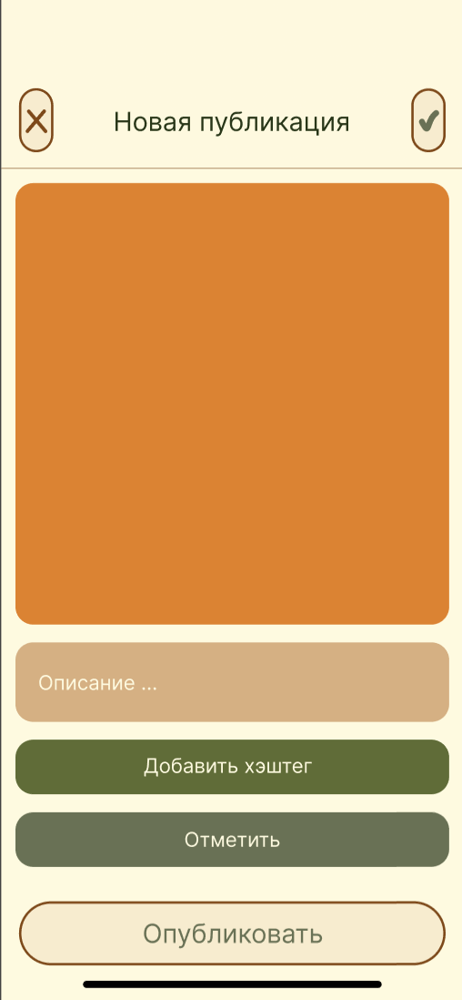 Новая публикация
Описание ...
Добавить хэштег
Отметить
Опубликовать